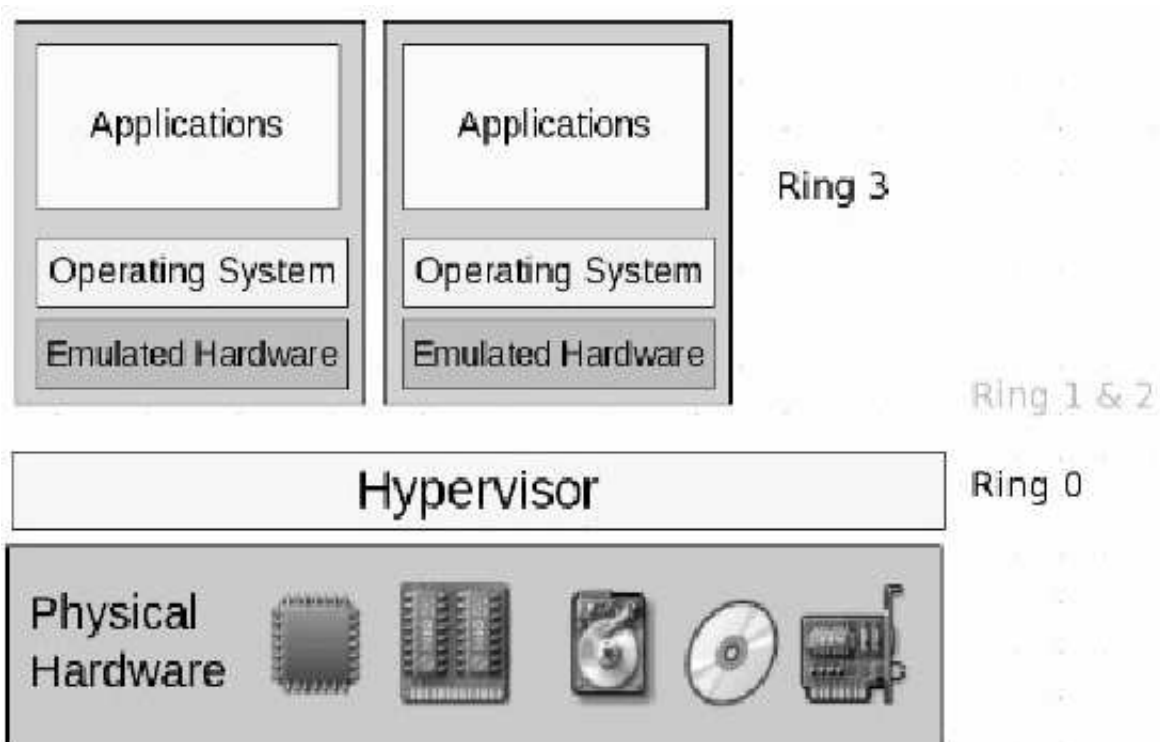 Applications
Applications
Ring 3
Operating System
Operating System
Emulated Hardware
Emulated Hardware
Ring 1 & 2
Hypervisor
Ring 0
Physical
Hardware